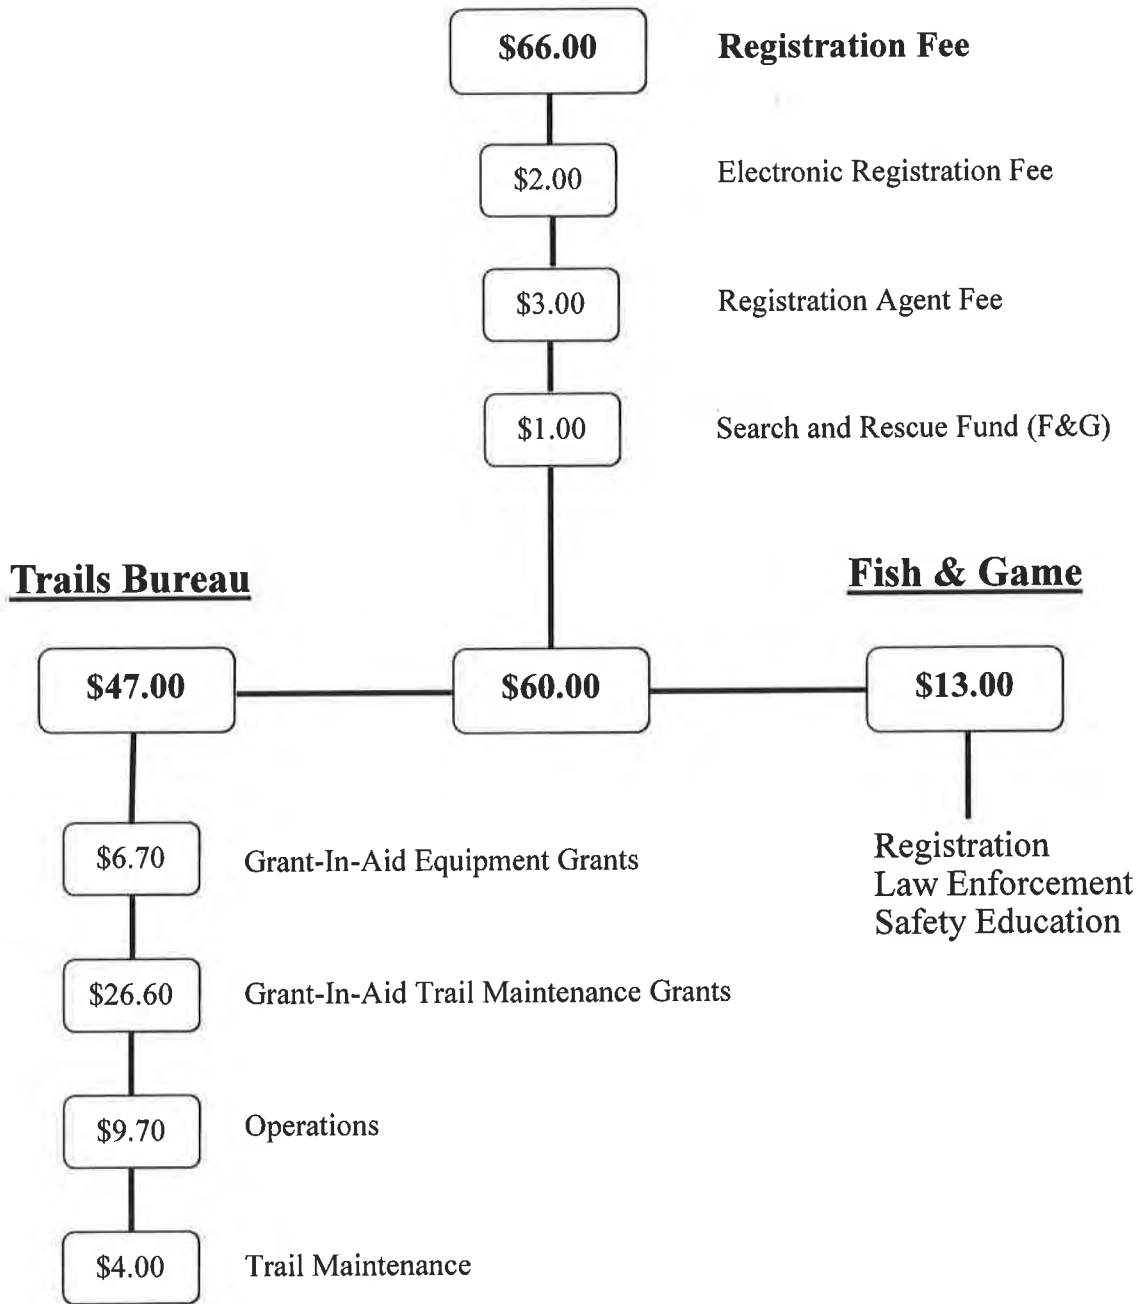 $66.00 Registration Fee
$2.00 Electronic Registration Fee
$3.00 Registration Agent Fee
$1.00 Search and Rescue Fund (F&G)
Trails Bureau
Fish & Game
$47.00 $60.00 $13.00
$6.70 Grant-In-Aid Equipment Grants
Registration
Law Enforcement
Safety Education
$26.60 Grant-In-Aid Trail Maintenance Grants
$9.70 Operations
$4.00 Trail Maintenance